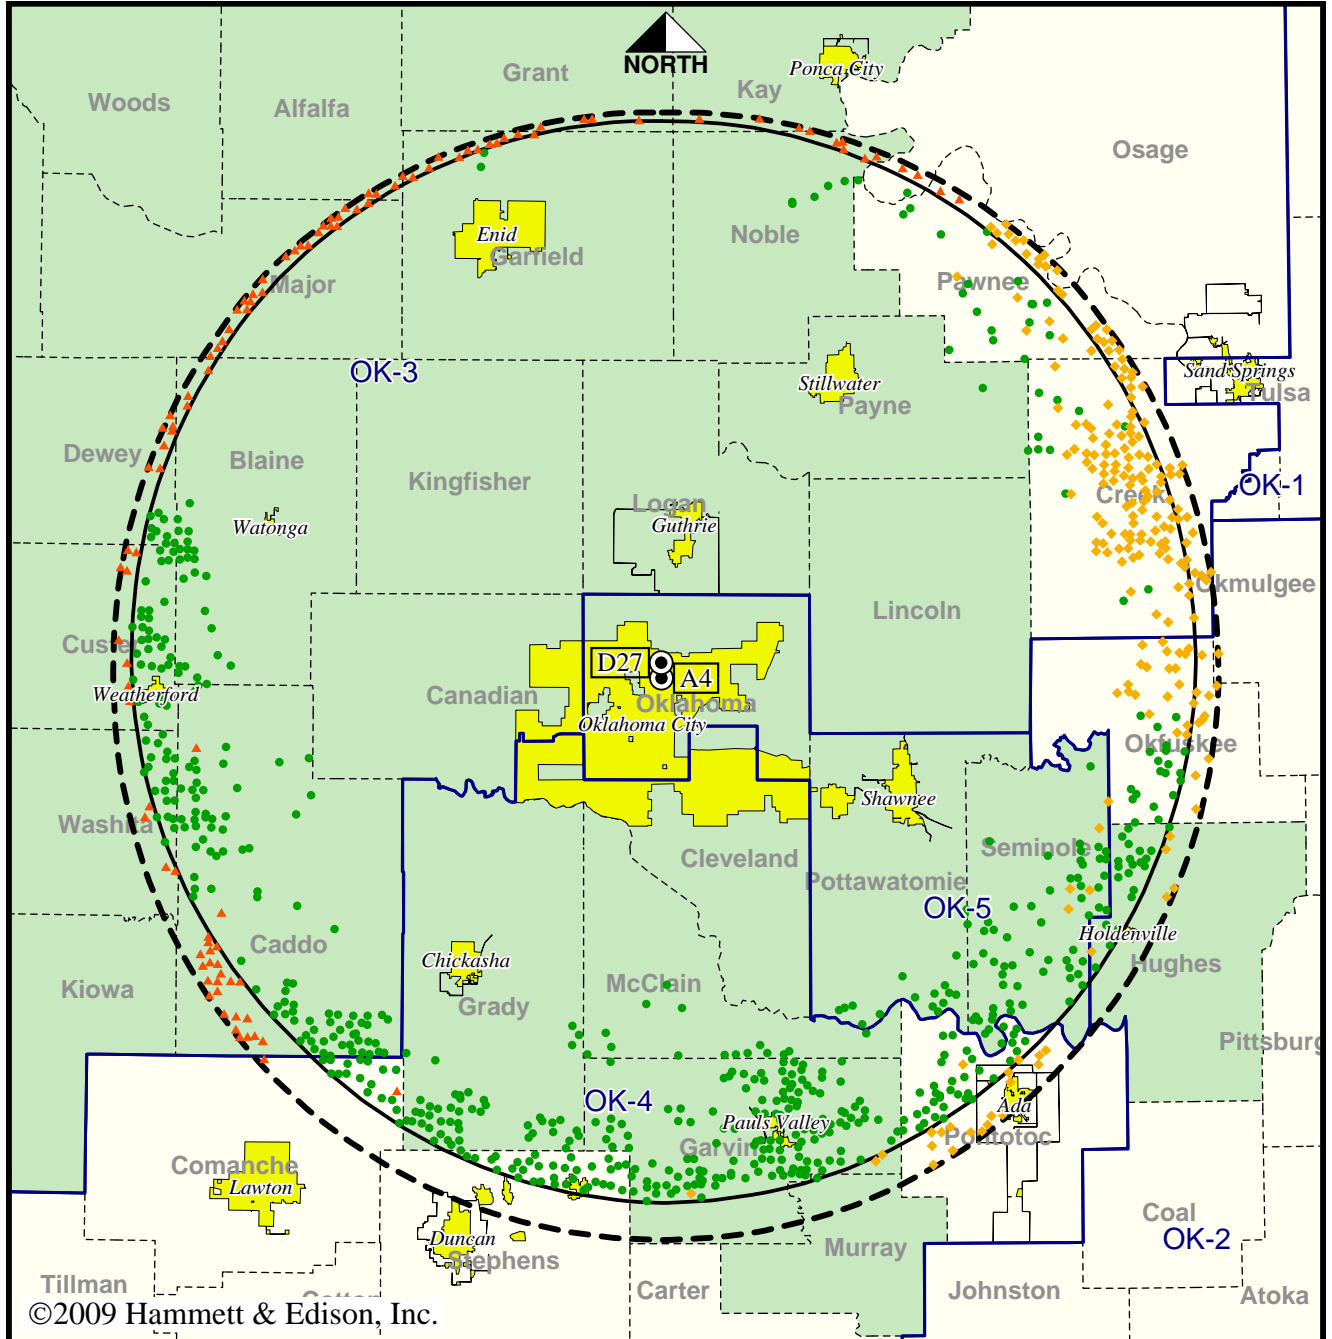 NORTH
Ponca City
Grant
Kay
Woods
Alfalfa
Osage
Enid
Garfield
Noble
Major
Pawnee
OK-3
Sand Springs
Tulsa
Stillwater
Payne
Dewey
Blaine
Kingfisher
Logan
Guthrie
Watonga
Creek
OK-1
Okmulgee
Lincoln
Custer
D27
A4
Weatherford
Canadian
Oklahoma
Oklahoma City
Okfuskee
Shawnee
Washita
Cleveland
Seminole
Pottawatomie
OK-5
Caddo
Chickasha
Holdenville
Hughes
Kiowa
Grady
McClain
Pittsburg
OK-4
Pauls Valley
Ada
Garvin
Pontotoc
Comanche
Lawton
Coal
OK-2
Duncan
Stephens
Murray
Tillman
Carter
Johnston
Atoka
©2009 Hammett & Edison, Inc.